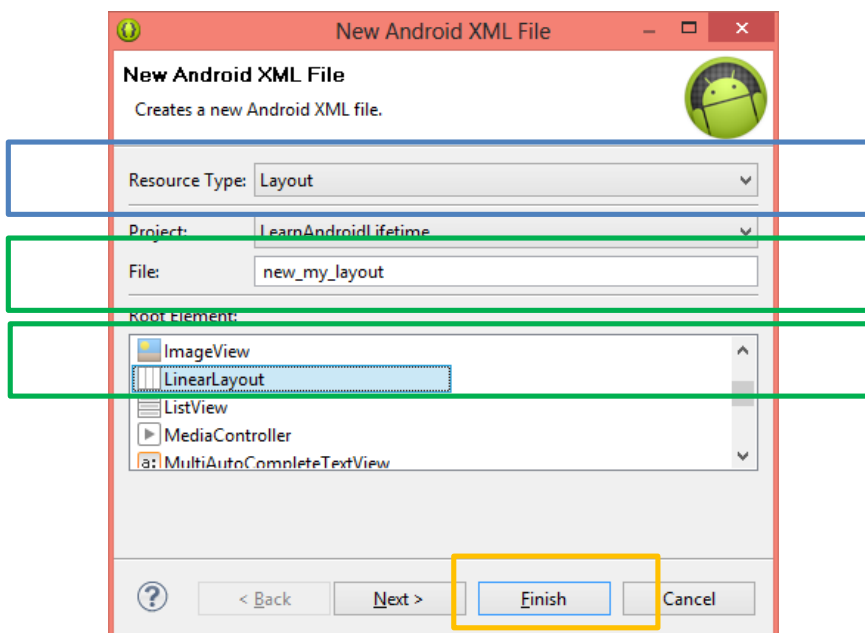 New Android XML File
New Android XML File
Creates a new Android XML file.
Resource Type: Layout
Project: LearnAndroidLifetime
File: new_my_layout
Root Element:
ImageView
LinearLayout
ListView
MediaController
a: MultiAutoCompleteTextView
? < Back Next > Finish Cancel